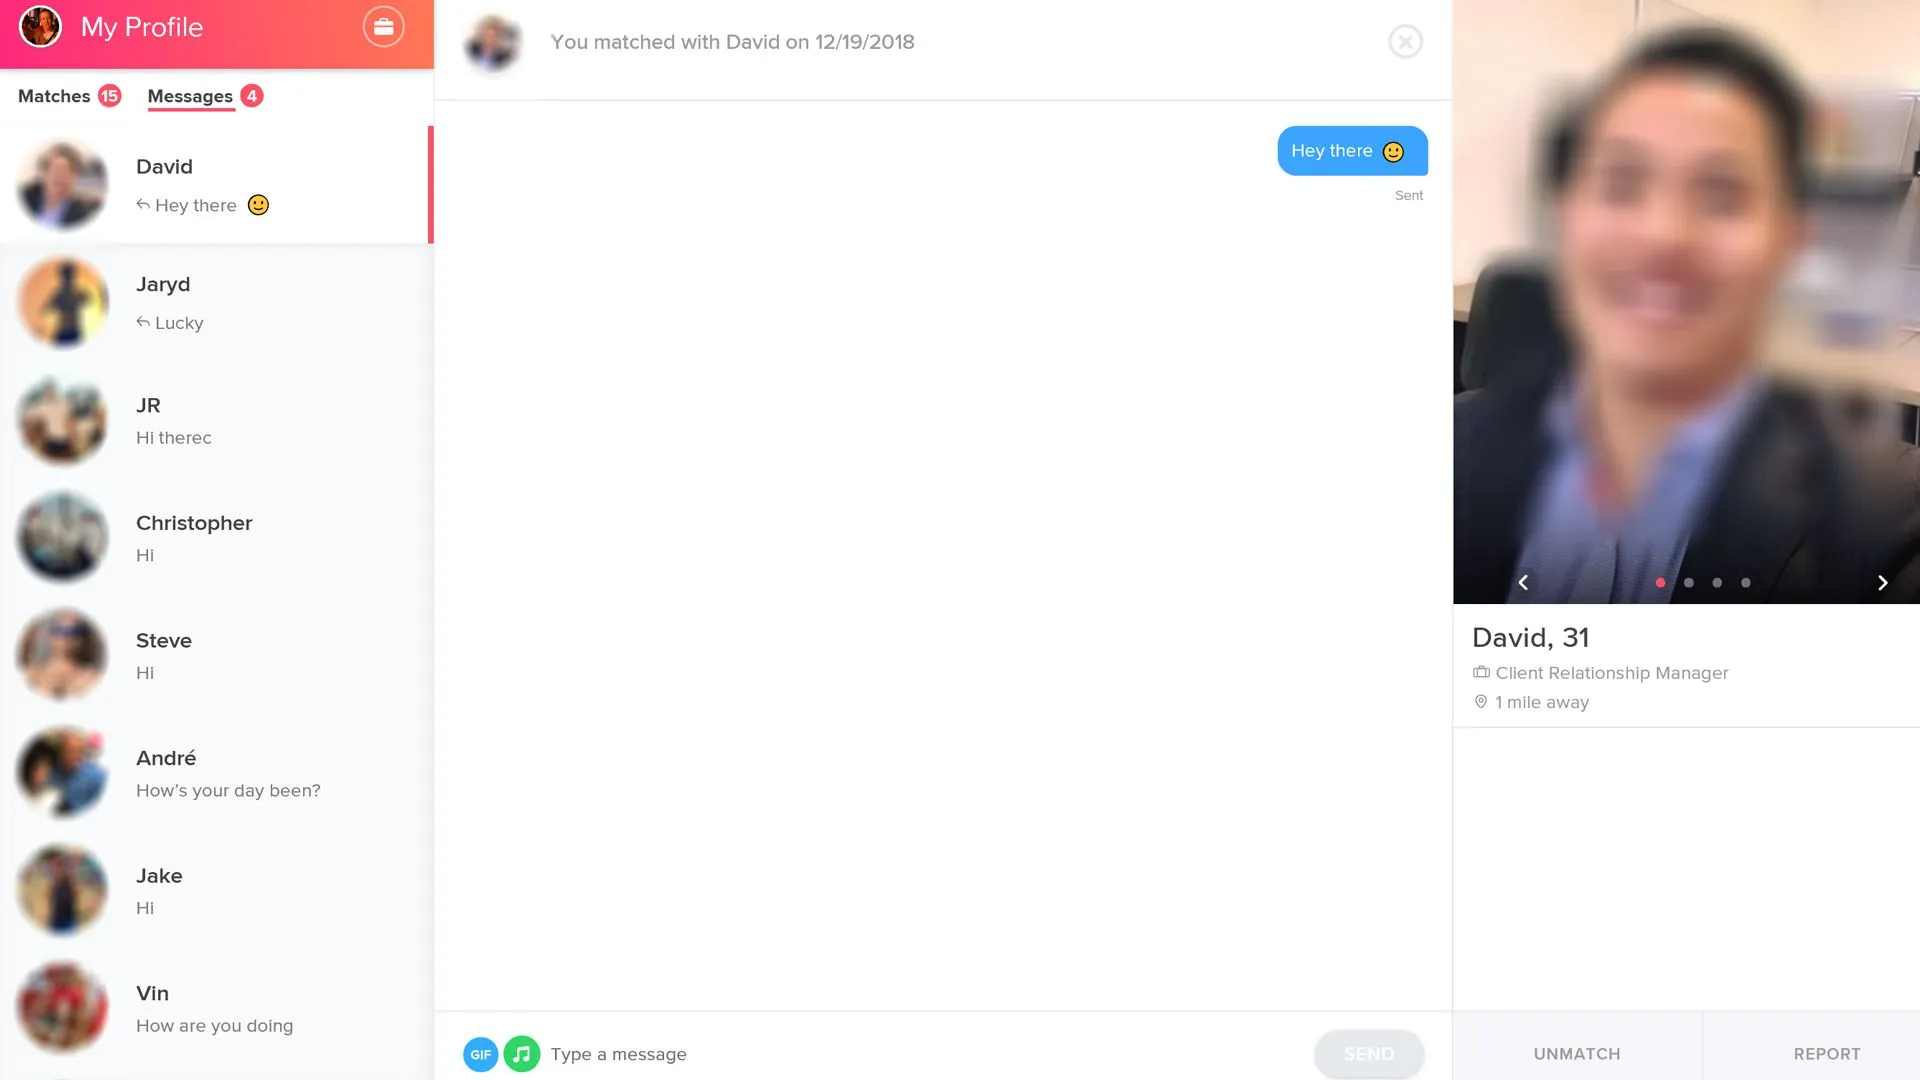 My Profile
Matches 15 Messages 4
David
Hey there 🙂
Jaryd
Lucky
JR
Hi therec
Christopher
Hi
Steve
Hi
André
How’s your day been?
Jake
Hi
Vin
How are you doing
You matched with David on 12/19/2018
Hey there 🙂
Sent
GIF Type a message
SEND
David, 31
Client Relationship Manager
1 mile away
UNMATCH
REPORT